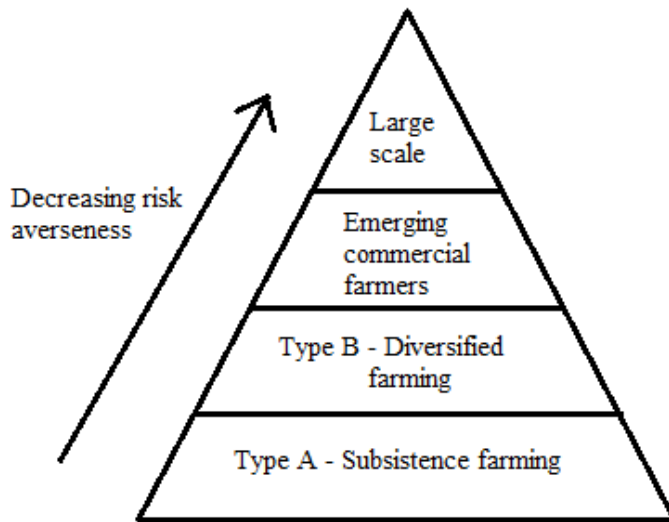 Large
scale
Decreasing risk
averseness
Emerging
commercial
farmers
Type B - Diversified
farming
Type A - Subsistence farming